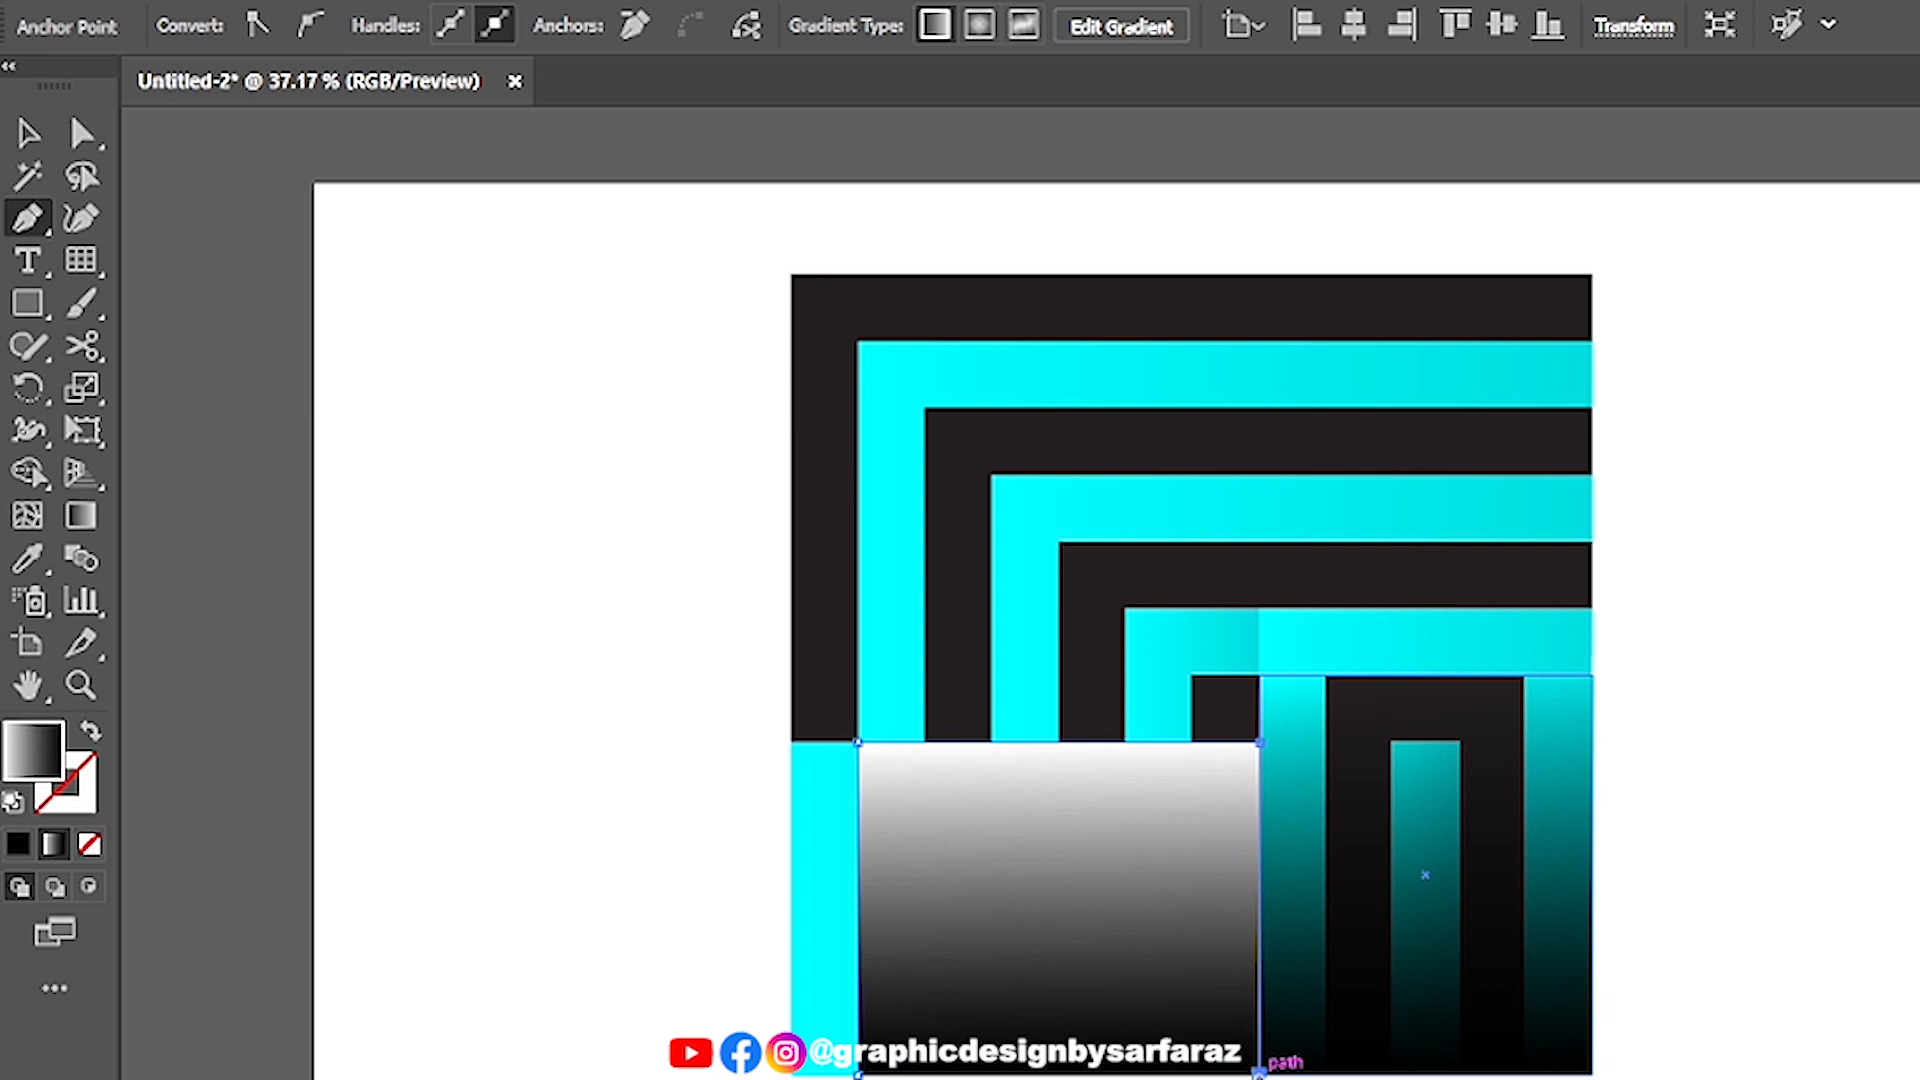 Anchor Point Convert: Handles: Anchors: Gradient Type: Edit Gradient Transform
Untitled-2* @ 37.17 % (RGB/Preview) ×
@graphicdesignbysarfaraz
path